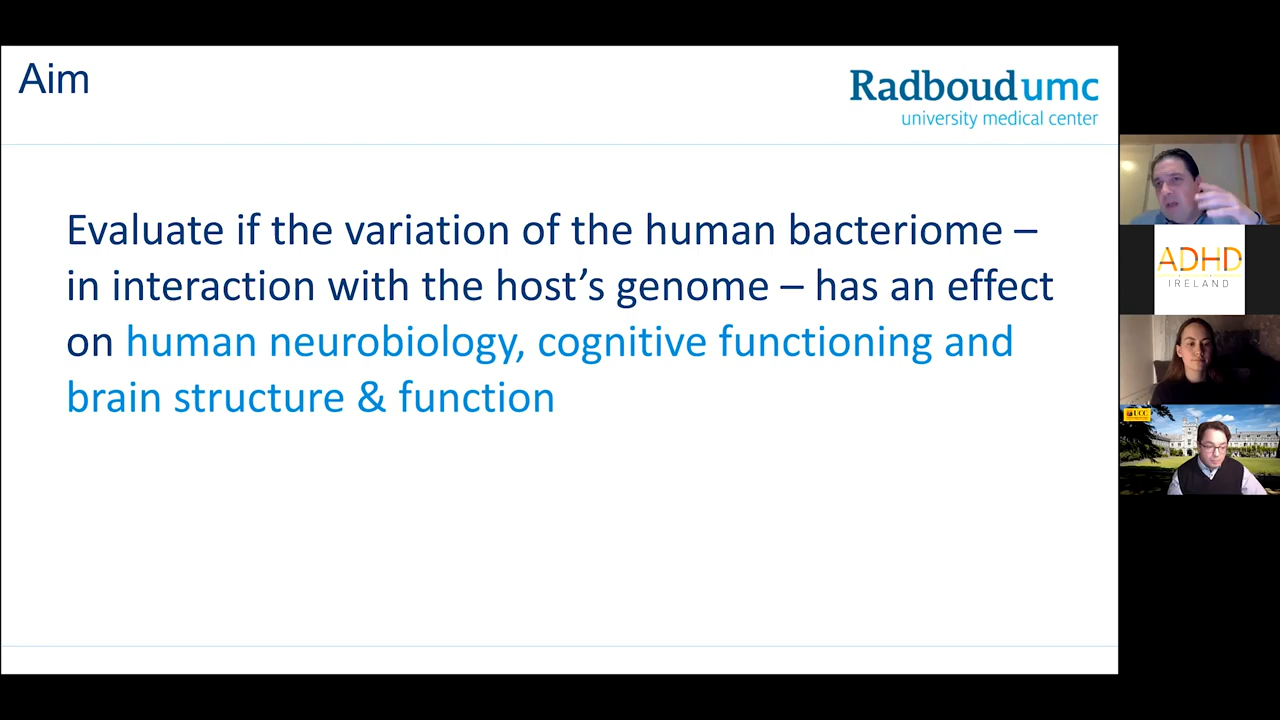 Aim
Radboudumc
university medical center
Evaluate if the variation of the human bacteriome –
in interaction with the host’s genome – has an effect
on human neurobiology, cognitive functioning and
brain structure & function
ADHD
IRELAND
UCC